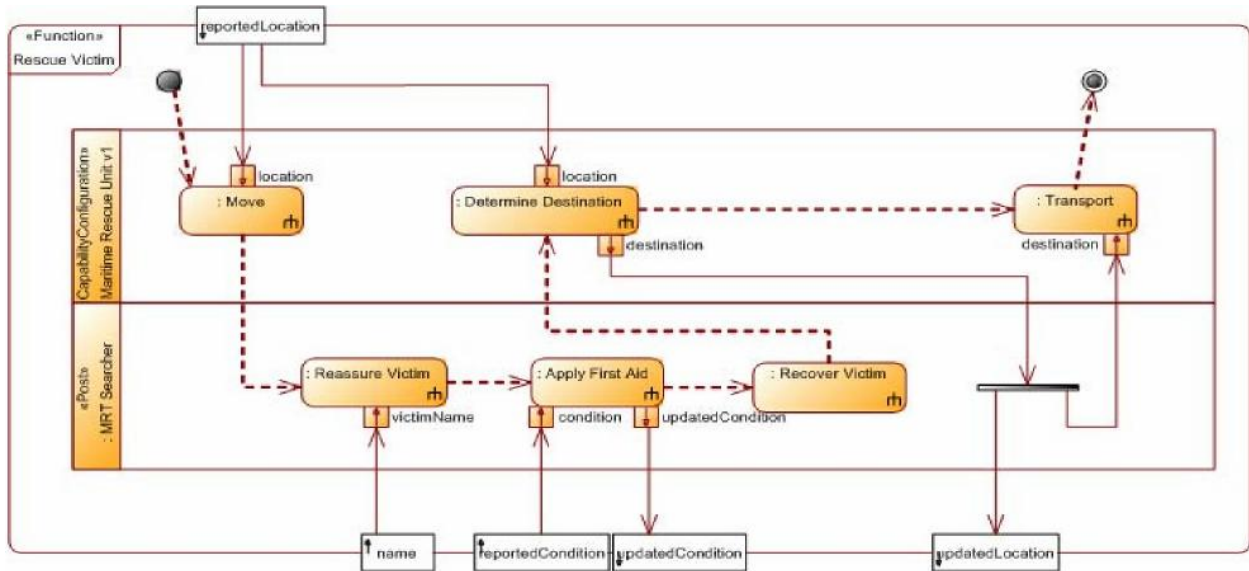 reportedLocation
«Function»
Rescue Victim
«CapabilityConfiguration»
Maritime Rescue Unit v1
location
location
: Move
: Determine Destination
: Transport
destination
destination
«Post»
: MRT Searcher
: Reassure Victim
: Apply First Aid
: Recover Victim
victimName
condition
updatedCondition
name
reportedCondition
updatedCondition
updatedLocation